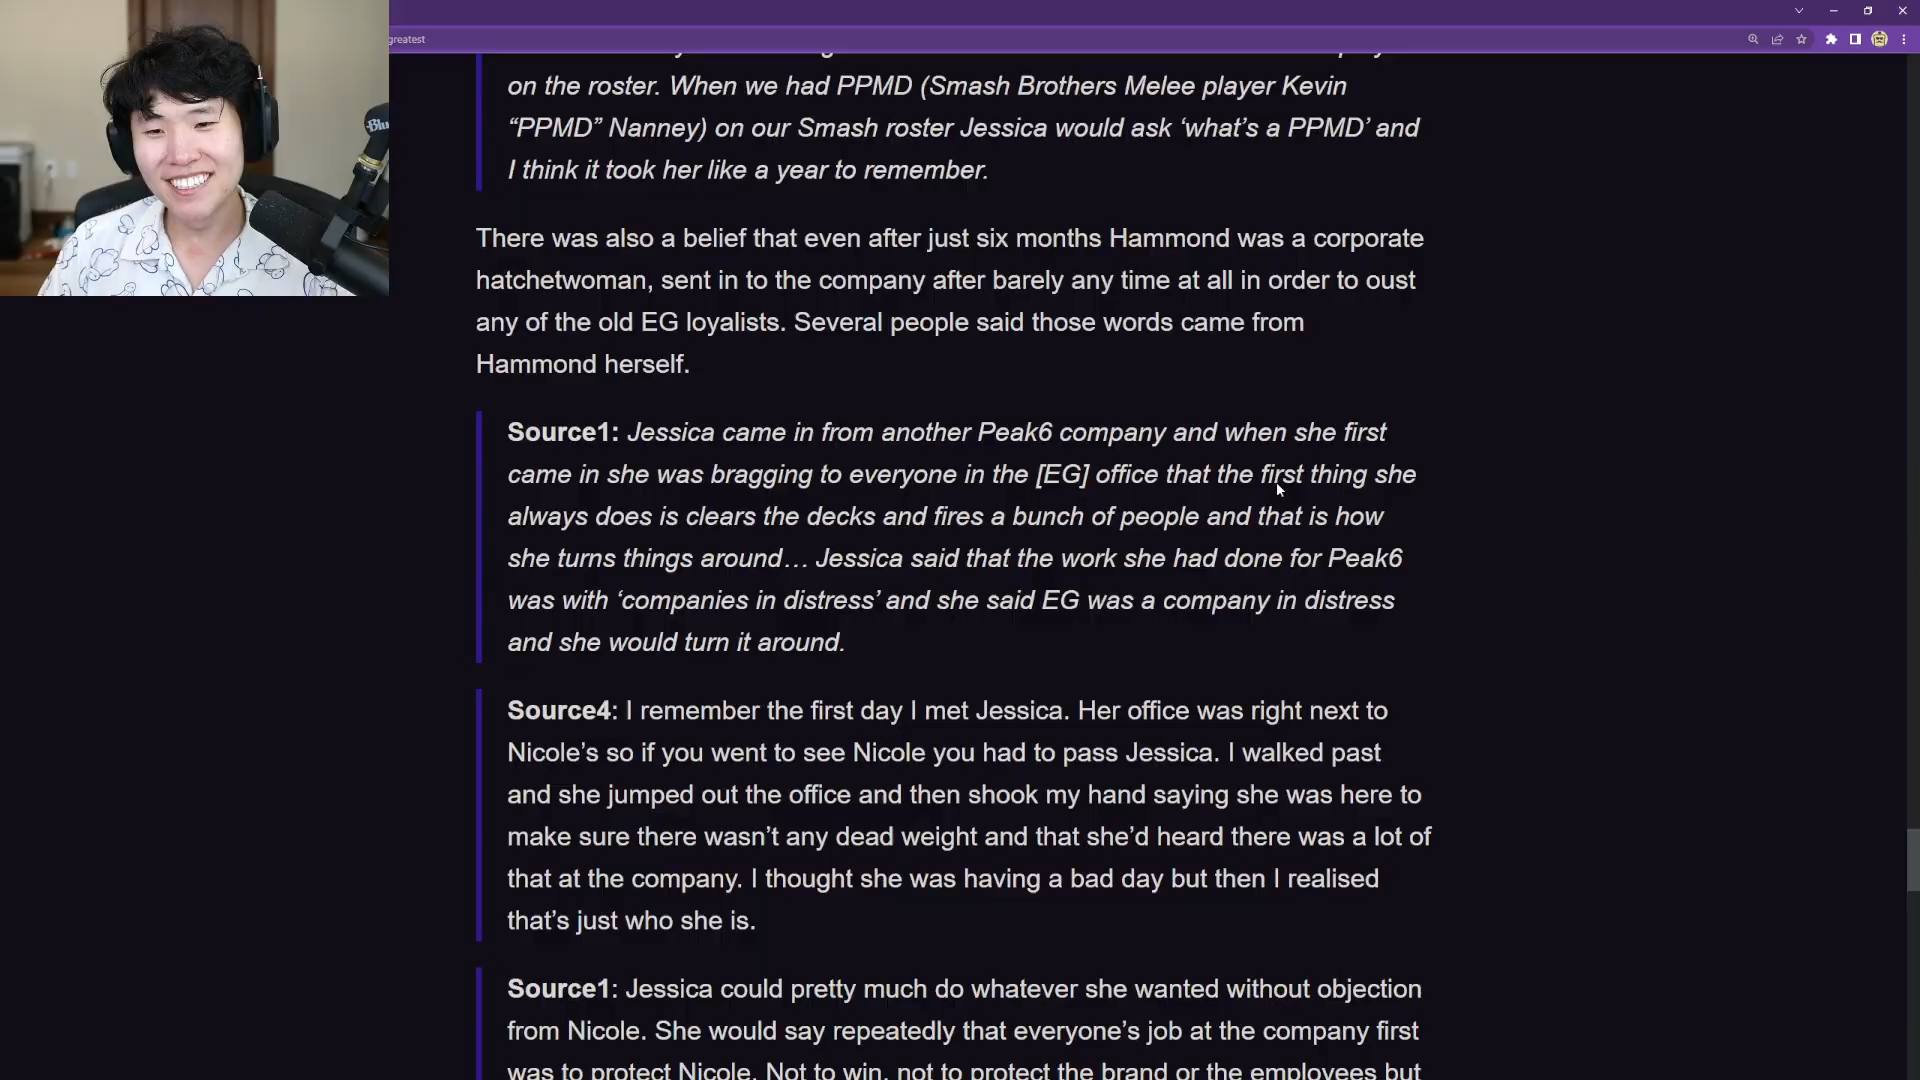 greatest
on the roster. When we had PPMD (Smash Brothers Melee player Kevin
“PPMD” Nanney) on our Smash roster Jessica would ask ‘what’s a PPMD’ and
I think it took her like a year to remember.
There was also a belief that even after just six months Hammond was a corporate
hatchetwoman, sent in to the company after barely any time at all in order to oust
any of the old EG loyalists. Several people said those words came from
Hammond herself.
Source1: Jessica came in from another Peak6 company and when she first
came in she was bragging to everyone in the [EG] office that the first thing she
always does is clears the decks and fires a bunch of people and that is how
she turns things around… Jessica said that the work she had done for Peak6
was with ‘companies in distress’ and she said EG was a company in distress
and she would turn it around.
Source4: I remember the first day I met Jessica. Her office was right next to
Nicole’s so if you went to see Nicole you had to pass Jessica. I walked past
and she jumped out the office and then shook my hand saying she was here to
make sure there wasn’t any dead weight and that she’d heard there was a lot of
that at the company. I thought she was having a bad day but then I realised
that’s just who she is.
Source1: Jessica could pretty much do whatever she wanted without objection
from Nicole. She would say repeatedly that everyone’s job at the company first
was to protect Nicole. Not to win, not to protect the brand or the employees but